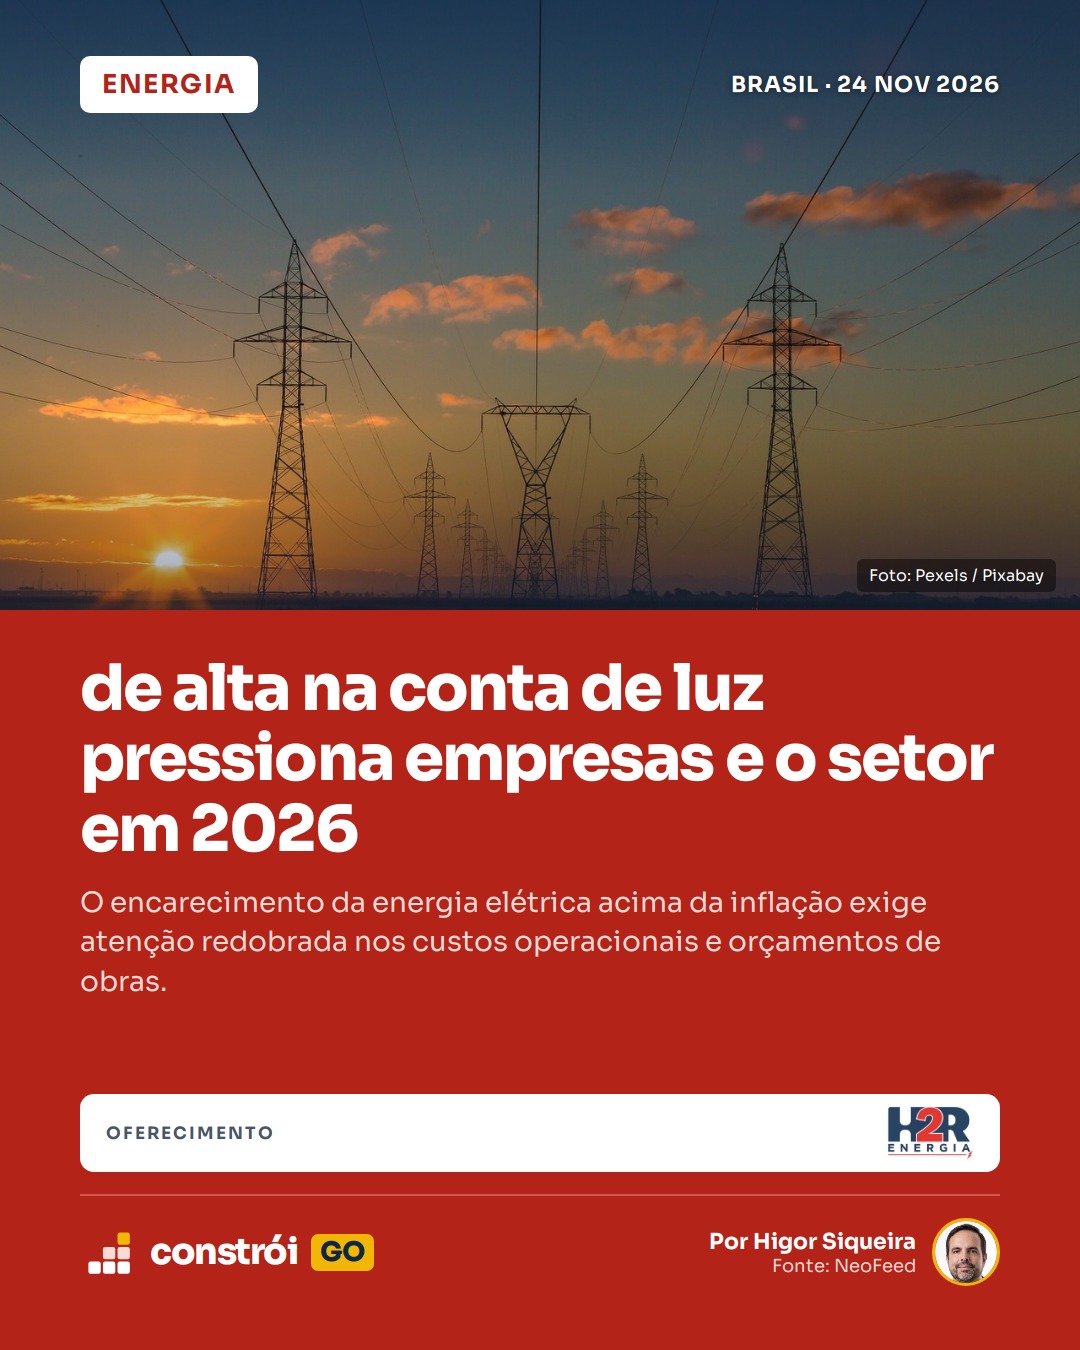 ENERGIA
BRASIL · 24 NOV 2026
Foto: Pexels / Pixabay
de alta na conta de luz
pressiona empresas e o setor
em 2026
O encarecimento da energia elétrica acima da inflação exige
atenção redobrada nos custos operacionais e orçamentos de
obras.
OFERECIMENTO
H2R
ENERGIA
constrói GO
Por Higor Siqueira
Fonte: NeoFeed